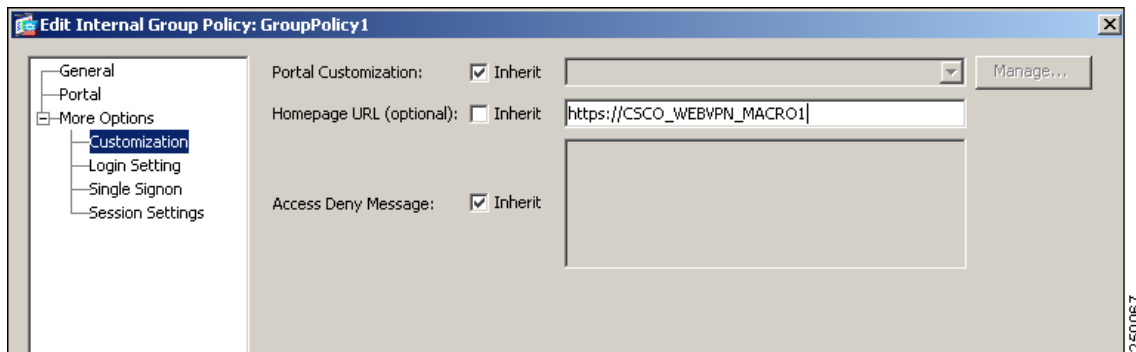 Edit Internal Group Policy: GroupPolicy1
General
Portal
More Options
Customization
Login Setting
Single Signon
Session Settings
Portal Customization: Inherit Manage...
Homepage URL (optional): Inherit https://CSCO_WEBVPN_MACRO1
Access Deny Message: Inherit